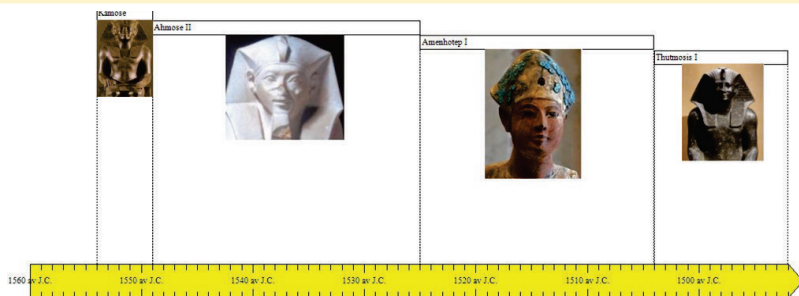 Kamose
Ahmose II
Amenhotep I
Thutmosis I
1560 av J.C.
1550 av J.C.
1540 av J.C.
1530 av J.C.
1520 av J.C.
1510 av J.C.
1500 av J.C.